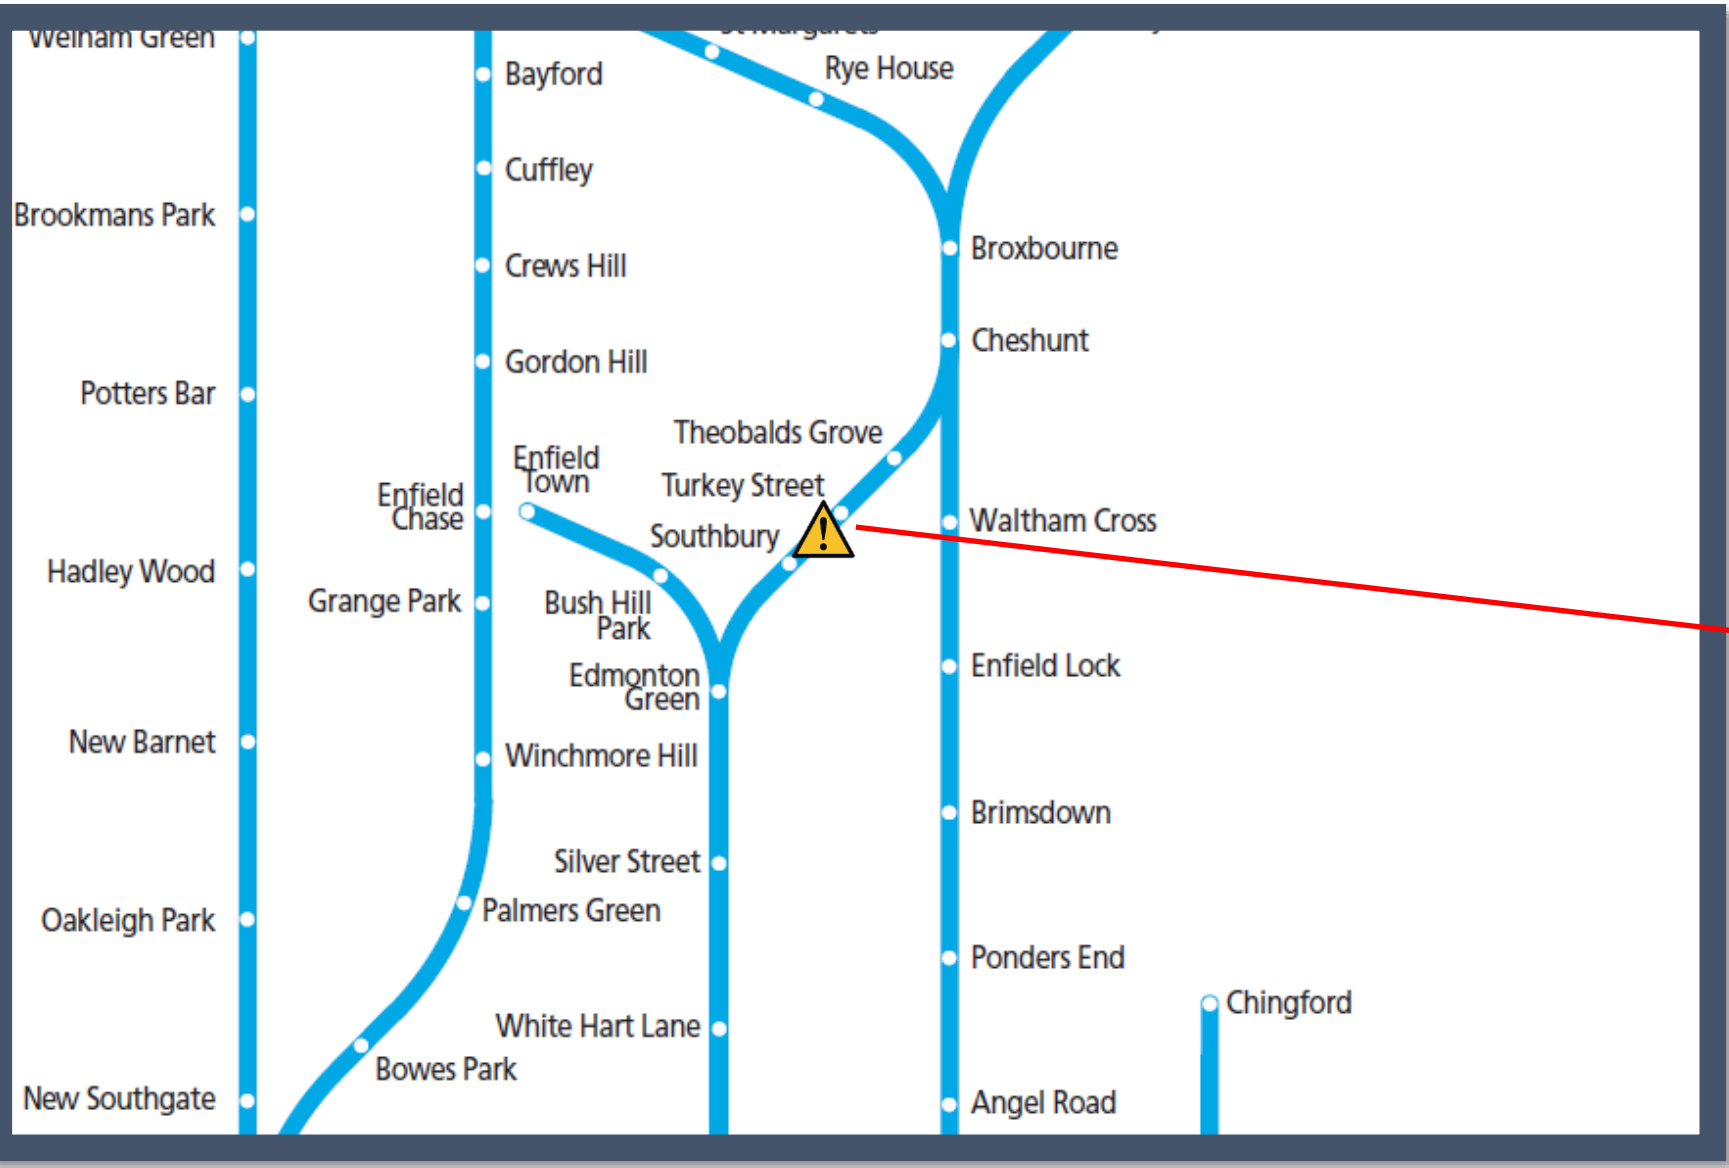 Welham Green
St Margarets
Rye House
Bayford
Cuffley
Brookmans Park
Broxbourne
Crews Hill
Cheshunt
Gordon Hill
Potters Bar
Theobalds Grove
Enfield
Town
Turkey Street
Enfield
Chase
Waltham Cross
Southbury
!
Hadley Wood
Grange Park
Bush Hill
Park
Enfield Lock
Edmonton
Green
New Barnet
Winchmore Hill
Brimsdown
Silver Street
Palmers Green
Oakleigh Park
Ponders End
Chingford
White Hart Lane
Bowes Park
New Southgate
Angel Road